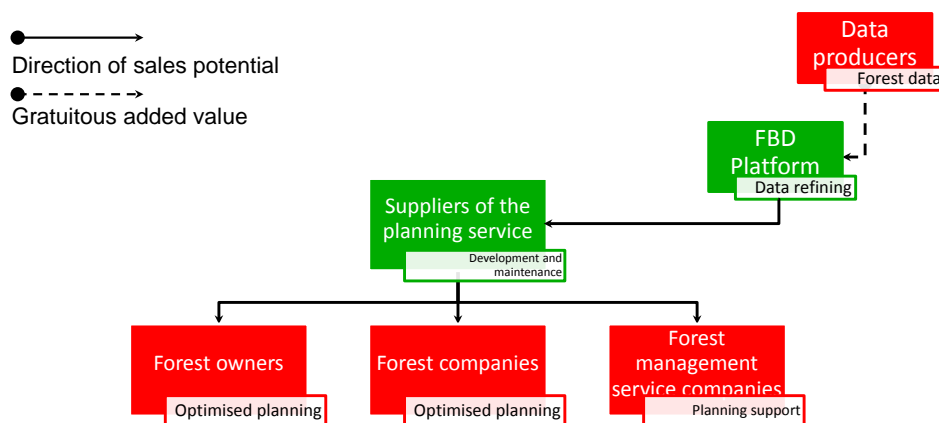 Direction of sales potential
Gratuitous added value
Data
producers
Forest data
FBD
Platform
Data refining
Suppliers of the
planning service
Development and
maintenance
Forest owners
Optimised planning
Forest companies
Optimised planning
Forest
management
service companies
Planning support